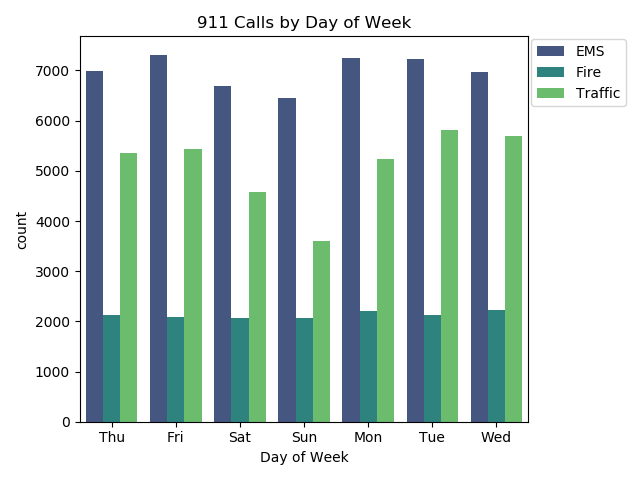 911 Calls by Day of Week
EMS
Fire
Traffic
7000
6000
5000
4000
3000
2000
1000
0
count
Thu Fri Sat Sun Mon Tue Wed
Day of Week